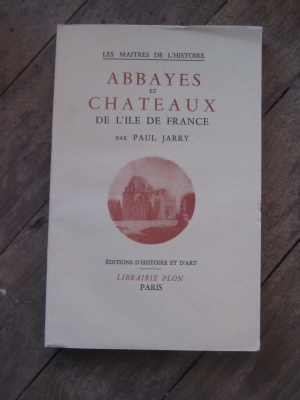 LES MAITRES DE L'HISTOIRE
ABBAYES
ET
CHATEAUX
DE L'ILE DE FRANCE
PAR PAUL JARRY
ÉDITIONS D'HISTOIRE ET D'ART
LIBRAIRIE PLON
PARIS